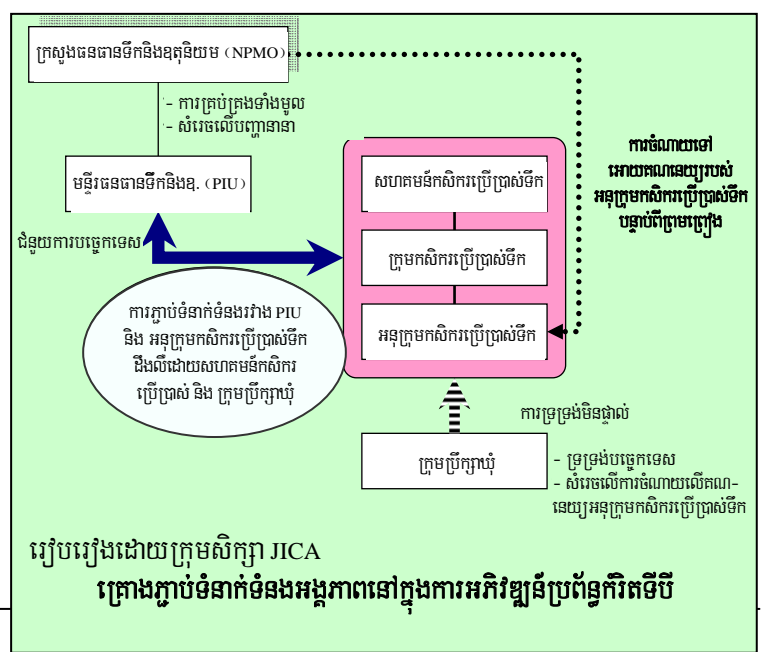 ក្រសួងធនធានទឹកនិងឧតុនិយម (NPMO)
- ការគ្រប់គ្រងទាំងមូល
- សំរេចលើបញ្ហានានា
មន្ទីរធនធានទឹកនិងឧ. (PIU)
ជំនួយការបច្ចេកទេស
សហគមន៍កសិករប្រើប្រាស់ទឹក
ក្រុមកសិករប្រើប្រាស់ទឹក
អនុក្រុមកសិករប្រើប្រាស់ទឹក
ការចំណាយទៅ
អោយគណនេយ្យរបស់
អនុក្រុមកសិករប្រើប្រាស់ទឹក
បន្ទាប់ពីព្រមព្រៀង
ការភ្ជាប់ទំនាក់ទំនងរវាង PIU
និង អនុក្រុមកសិករប្រើប្រាស់ទឹក
ដឹងលឺដោយសហគមន៍កសិករ
ប្រើប្រាស់ និង ក្រុមប្រឹក្សាឃុំ
ការទ្រទ្រង់មិនផ្ទាល់
ក្រុមប្រឹក្សាឃុំ
- ទ្រទ្រង់បច្ចេកទេស
- សំរេចលើការចំណាយលើគណ-
នេយ្យអនុក្រុមកសិករប្រើប្រាស់ទឹក
រៀបរៀងដោយក្រុមសិក្សា JICA
គ្រោងភ្ជាប់ទំនាក់ទំនងអង្គភាពនៅក្នុងការអភិវឌ្ឍន៍ប្រព័ន្ធកំរិតទីបី